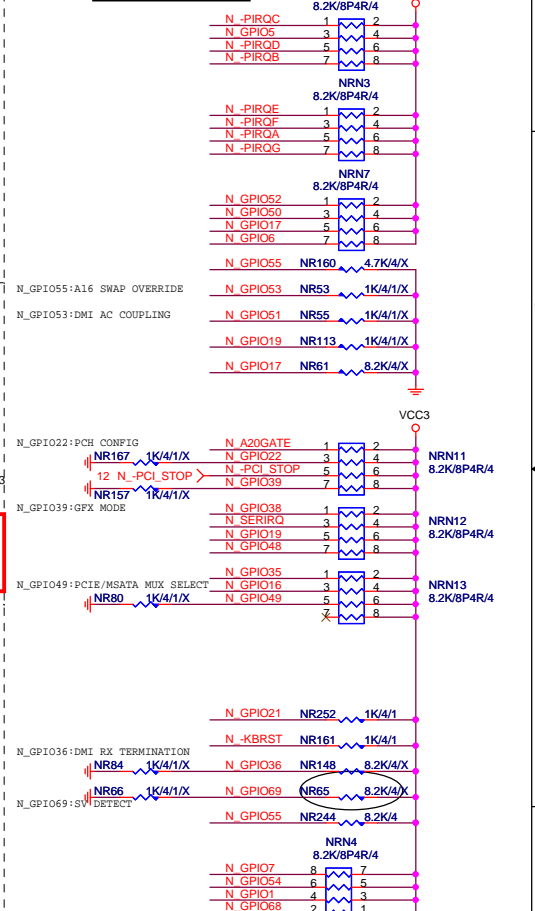 8.2K/8P4R/4
N_-PIRQC 1 2
N_GPIO5 3 4
N_-PIRQD 5 6
N_-PIRQB 7 8
NRN3
8.2K/8P4R/4
N_-PIRQE 1 2
N_-PIRQF 3 4
N_-PIRQA 5 6
N_-PIRQG 7 8
NRN7
8.2K/8P4R/4
N_GPIO52 1 2
N_GPIO50 3 4
N_GPIO17 5 6
N_GPIO6 7 8
N_GPIO55 NR160 4.7K/4/X
N_GPIO55:A16 SWAP OVERRIDE
N_GPIO53 NR53 1K/4/1/X
N_GPIO53:DMI AC COUPLING
N_GPIO51 NR55 1K/4/1/X
N_GPIO19 NR113 1K/4/1/X
N_GPIO17 NR61 8.2K/4/X
VCC3
N_GPIO22:PCH CONFIG
N_A20GATE 1 2
NR167 1K/4/1/X N_GPIO22 3 4 NRN11
12 N_-PCI_STOP N_-PCI_STOP 5 6 8.2K/8P4R/4
N_GPIO39 7 8
NR157 1K/4/1/X
3
N_GPIO39:GFX MODE
N_GPIO38 1 2
N_SERIRQ 3 4 NRN12
N_GPIO19 5 6 8.2K/8P4R/4
N_GPIO48 7 8
N_GPIO35 1 2
N_GPIO49:PCIE/MSATA MUX SELECT N_GPIO16 3 4 NRN13
NR80 1K/4/1/X N_GPIO49 5 6 8.2K/8P4R/4
7 8
N_GPIO21 NR252 1K/4/1
N_-KBRST NR161 1K/4/1
N_GPIO36:DMI RX TERMINATION
NR84 1K/4/1/X N_GPIO36 NR148 8.2K/4/X
NR66 1K/4/1/X N_GPIO69 NR65 8.2K/4/X
N_GPIO69:SV DETECT
N_GPIO55 NR244 8.2K/4
NRN4
8.2K/8P4R/4
N_GPIO7 8 7
N_GPIO54 6 5
N_GPIO1 4 3
N_GPIO68 2 1